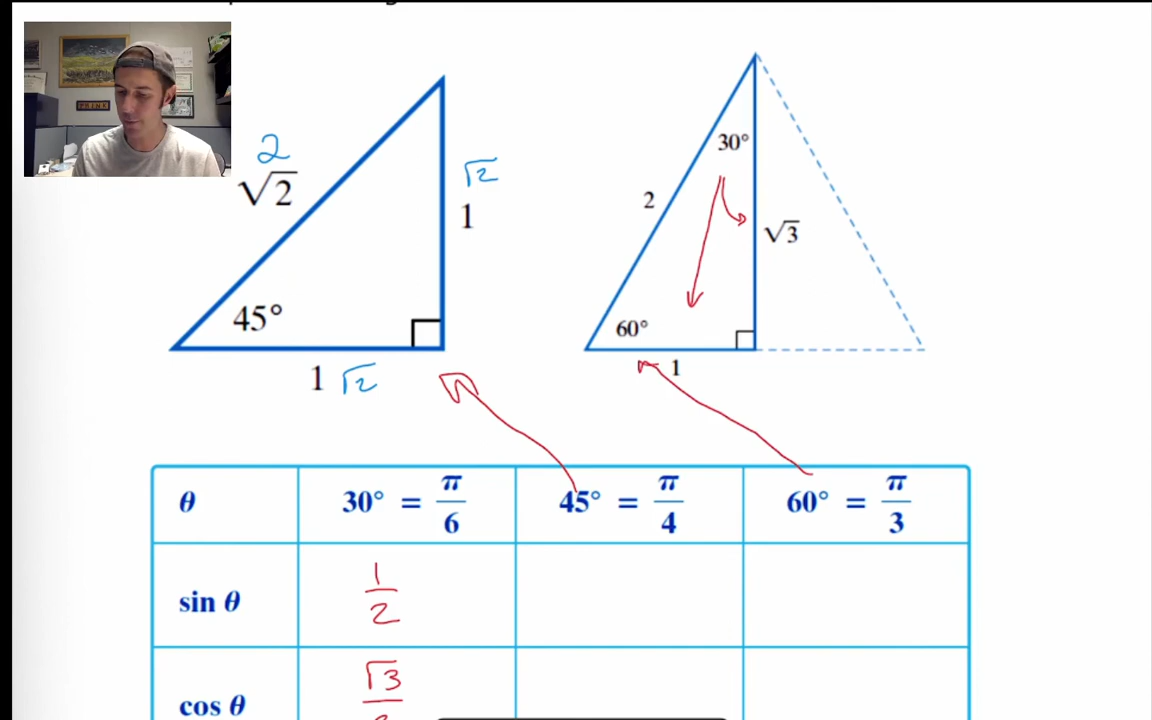 THINK
2
√2
45°
√2
1
1 √2
30°
2
√3
60°
1
θ 30° = π/6 45° = π/4 60° = π/3
sin θ 1/2
cos θ √3